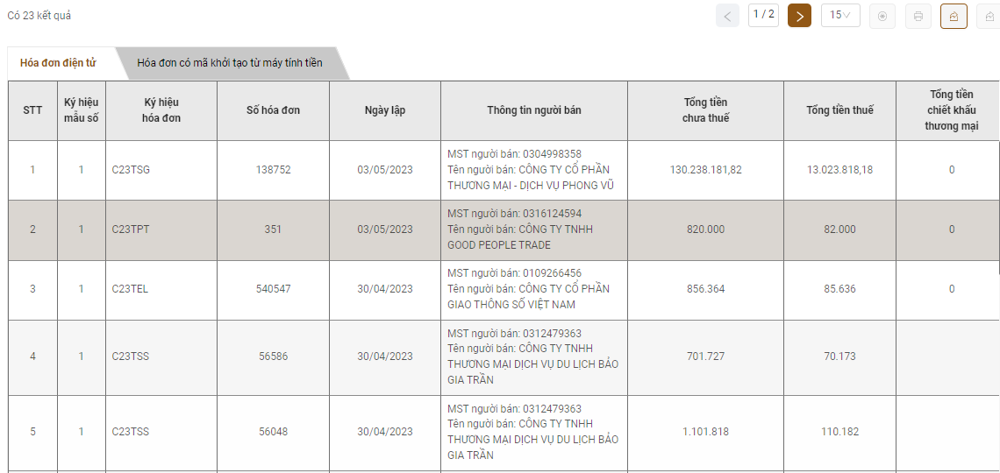 Có 23 kết quả
1 / 2
15
Hóa đơn điện tử
Hóa đơn có mã khởi tạo từ máy tính tiền
STT
Ký hiệu
mẫu số
Ký hiệu
hóa đơn
Số hóa đơn
Ngày lập
Thông tin người bán
Tổng tiền
chưa thuế
Tổng tiền thuế
Tổng tiền
chiết khấu
thương mại
1
1
C23TSG
138752
03/05/2023
MST người bán: 0304998358
Tên người bán: CÔNG TY CỔ PHẦN
THƯƠNG MẠI - DỊCH VỤ PHONG VŨ
130.238.181,82
13.023.818,18
0
2
1
C23TPT
351
03/05/2023
MST người bán: 0316124594
Tên người bán: CÔNG TY TNHH
GOOD PEOPLE TRADE
820.000
82.000
0
3
1
C23TEL
540547
30/04/2023
MST người bán: 0109266456
Tên người bán: CÔNG TY CỔ PHẦN
GIAO THÔNG SỐ VIỆT NAM
856.364
85.636
0
4
1
C23TSS
56586
30/04/2023
MST người bán: 0312479363
Tên người bán: CÔNG TY TNHH
THƯƠNG MẠI DỊCH VỤ DU LỊCH BẢO
GIA TRẦN
701.727
70.173
5
1
C23TSS
56048
30/04/2023
MST người bán: 0312479363
Tên người bán: CÔNG TY TNHH
THƯƠNG MẠI DỊCH VỤ DU LỊCH BẢO
GIA TRẦN
1.101.818
110.182